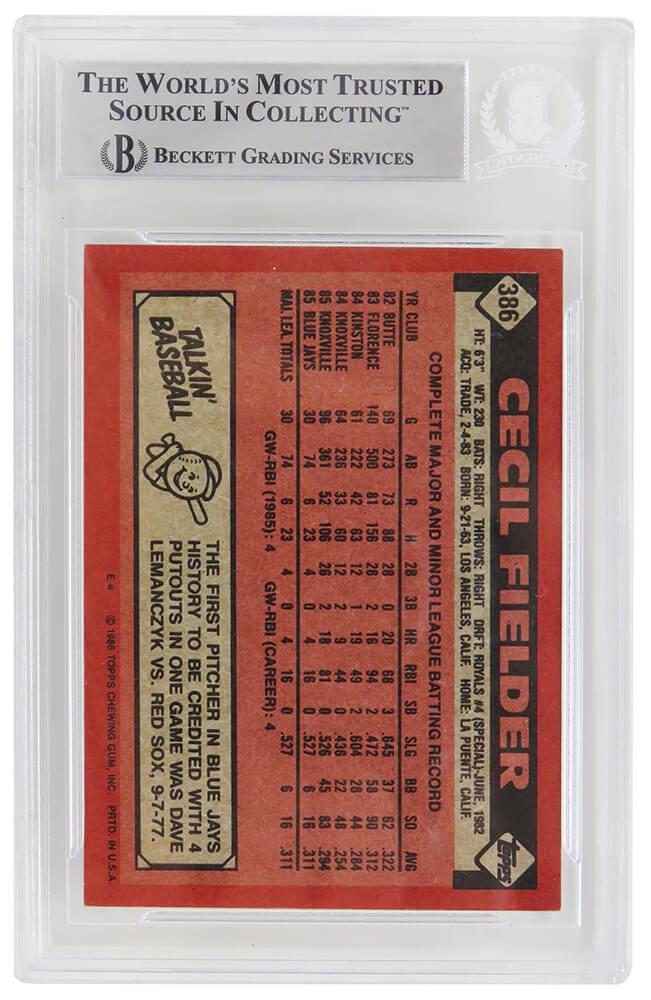 THE WORLD'S MOST TRUSTED
SOURCE IN COLLECTING™
B BECKETT GRADING SERVICES
AUTHENTIC
386 CECIL FIELDER topps
HT: 6'3" WT: 230 BATS: RIGHT THROWS: RIGHT DRFT: ROYALS #4 (SPECIAL)-JUNE, 1982
ACQ: TRADE, 2-4-83 BORN: 9-21-63, LOS ANGELES, CALIF. HOME: LA PUENTE, CALIF.
COMPLETE MAJOR AND MINOR LEAGUE BATTING RECORD
YR CLUB G AB R H 2B 3B HR RBI SB SLG BB SO AVG
82 BUTTE 69 273 73 88 28 0 20 68 3 .645 37 62 .322
83 FLORENCE 140 500 81 156 28 2 16 94 2 .472 58 90 .312
84 KINSTON 61 222 42 63 12 1 19 49 2 .604 28 44 .284
84 KNOXVILLE 64 236 33 60 12 2 9 44 0 .436 22 48 .254
85 KNOXVILLE 96 361 52 106 26 2 18 81 0 .526 45 83 .294
85 BLUE JAYS 30 74 6 23 4 0 4 16 0 .527 6 16 .311
MAJ. LEA. TOTALS 30 74 6 23 4 0 4 16 0 .527 6 16 .311
GW-RBI (1985): 4 GW-RBI (CAREER): 4
TALKIN'
BASEBALL
THE FIRST PITCHER IN BLUE JAYS
HISTORY TO BE CREDITED WITH 4
PUTOUTS IN ONE GAME WAS DAVE
LEMANCZYK VS. RED SOX, 9-7-77.
© 1986 TOPPS CHEWING GUM, INC. PRTD. IN U.S.A.